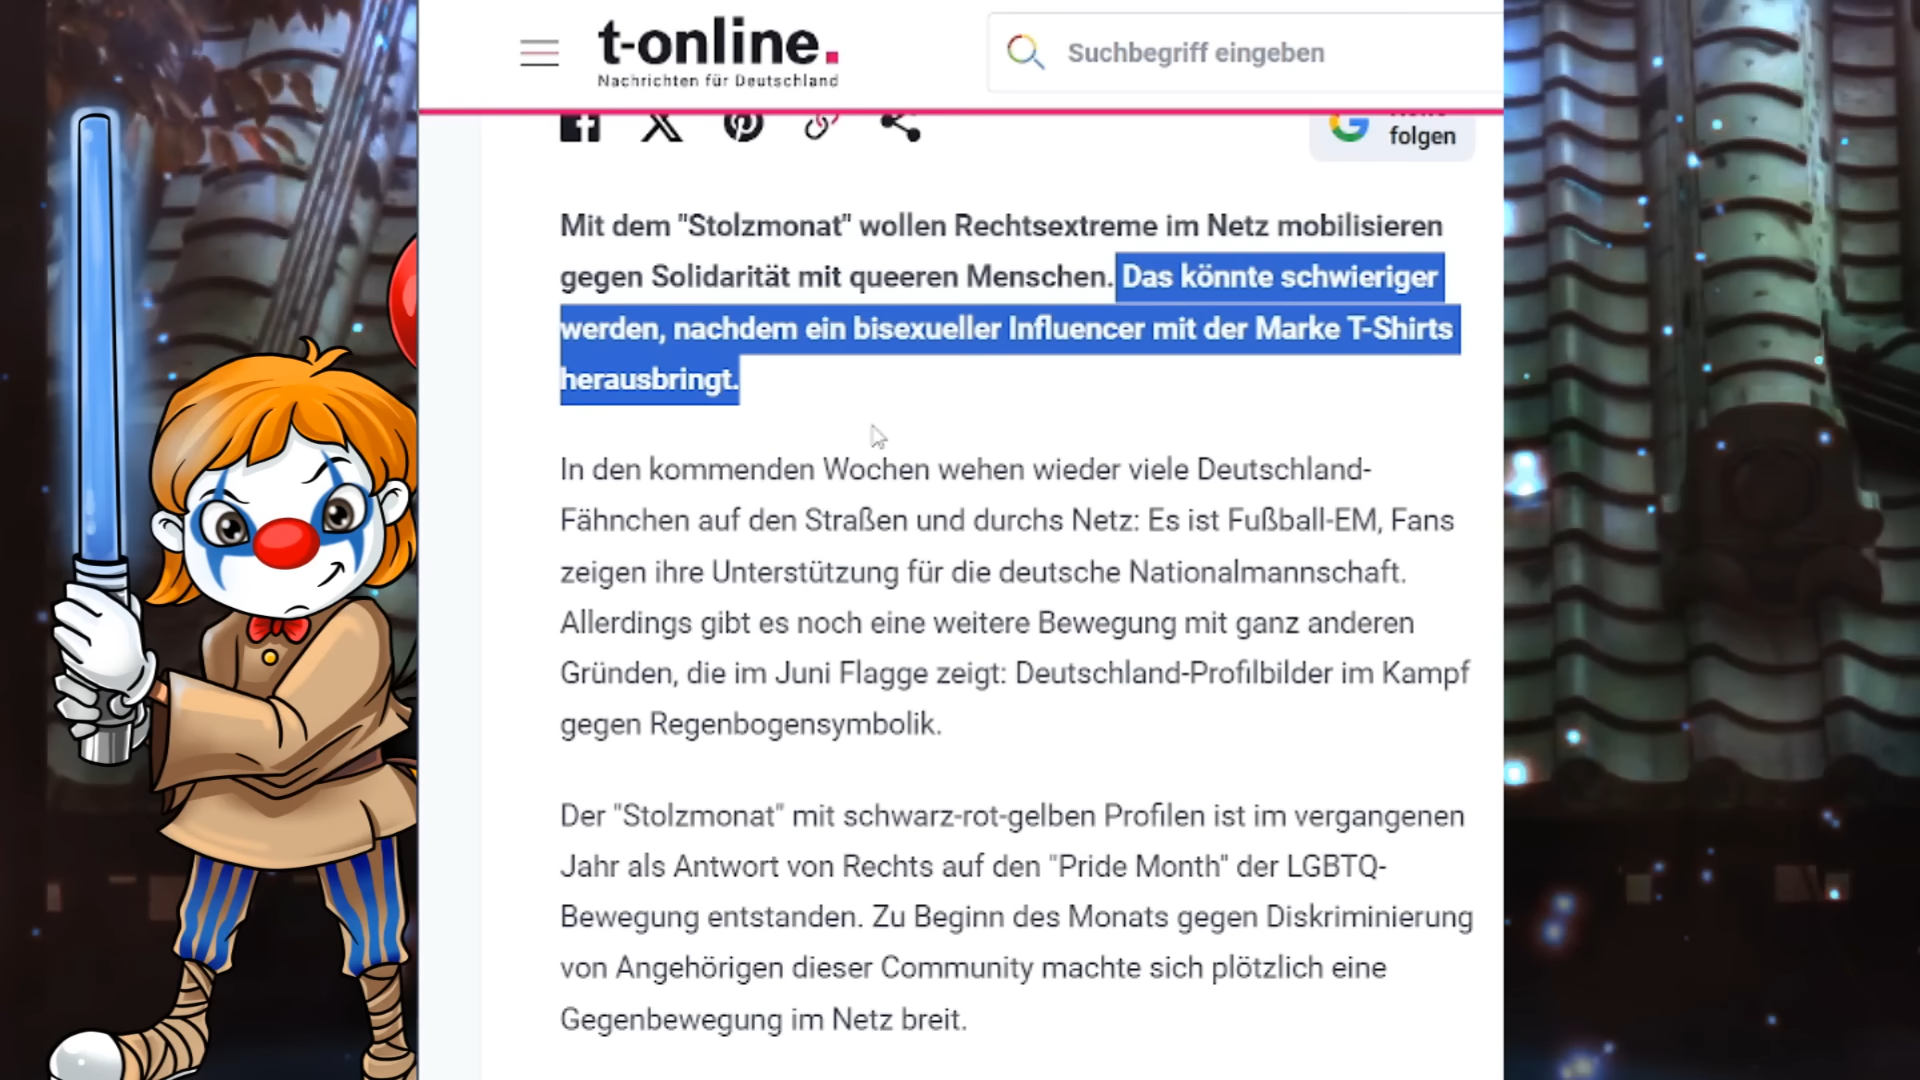 t-online.
Nachrichten für Deutschland
Suchbegriff eingeben
folgen
Mit dem "Stolzmonat" wollen Rechtsextreme im Netz mobilisieren
gegen Solidarität mit queeren Menschen. Das könnte schwieriger
werden, nachdem ein bisexueller Influencer mit der Marke T-Shirts
herausbringt.
In den kommenden Wochen wehen wieder viele Deutschland-
Fähnchen auf den Straßen und durchs Netz: Es ist Fußball-EM, Fans
zeigen ihre Unterstützung für die deutsche Nationalmannschaft.
Allerdings gibt es noch eine weitere Bewegung mit ganz anderen
Gründen, die im Juni Flagge zeigt: Deutschland-Profilbilder im Kampf
gegen Regenbogensymbolik.
Der "Stolzmonat" mit schwarz-rot-gelben Profilen ist im vergangenen
Jahr als Antwort von Rechts auf den "Pride Month" der LGBTQ-
Bewegung entstanden. Zu Beginn des Monats gegen Diskriminierung
von Angehörigen dieser Community machte sich plötzlich eine
Gegenbewegung im Netz breit.